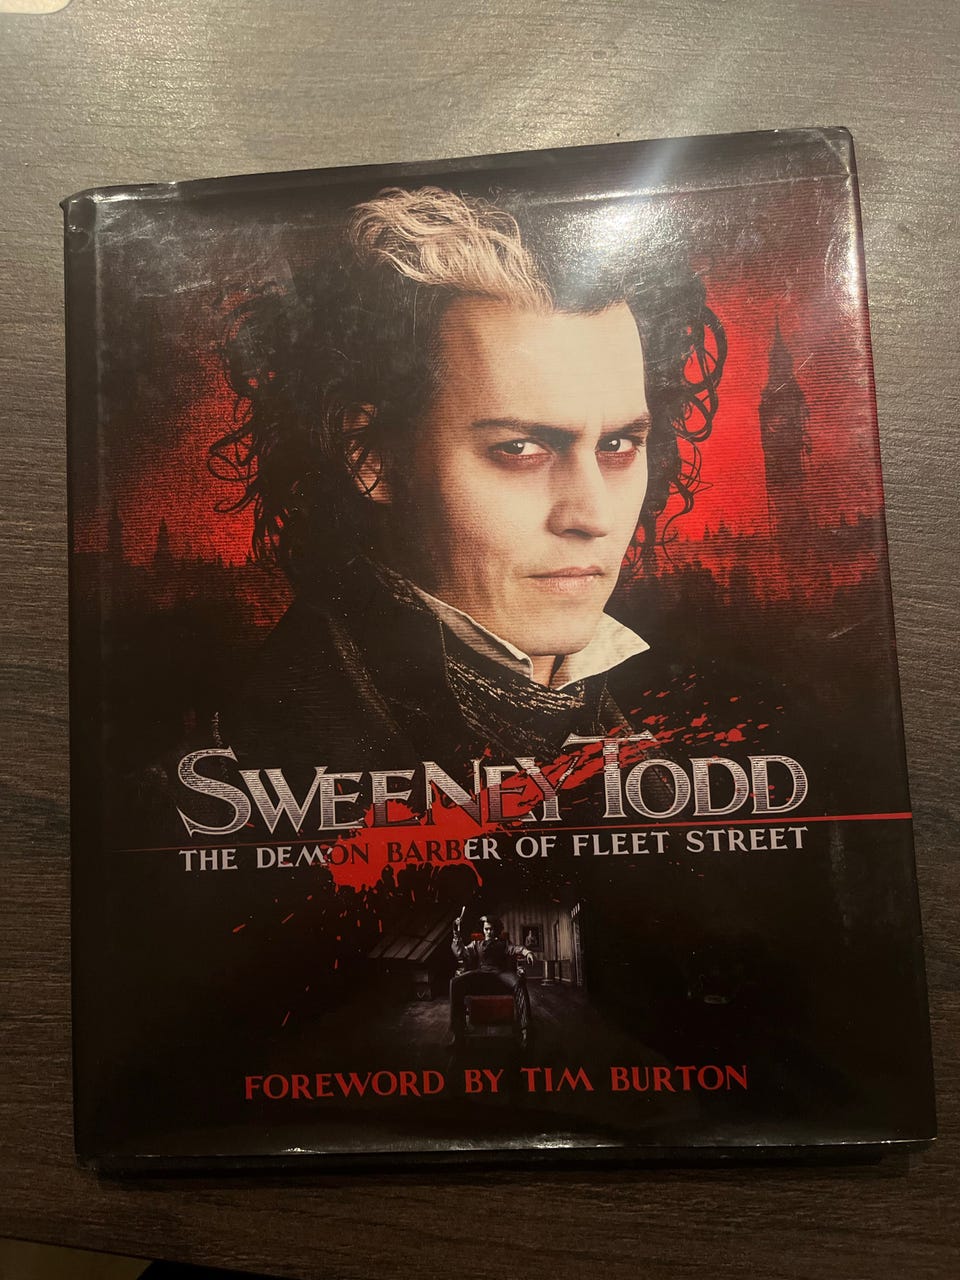 SWEENEY TODD
THE DEMON BARBER OF FLEET STREET
FOREWORD BY TIM BURTON